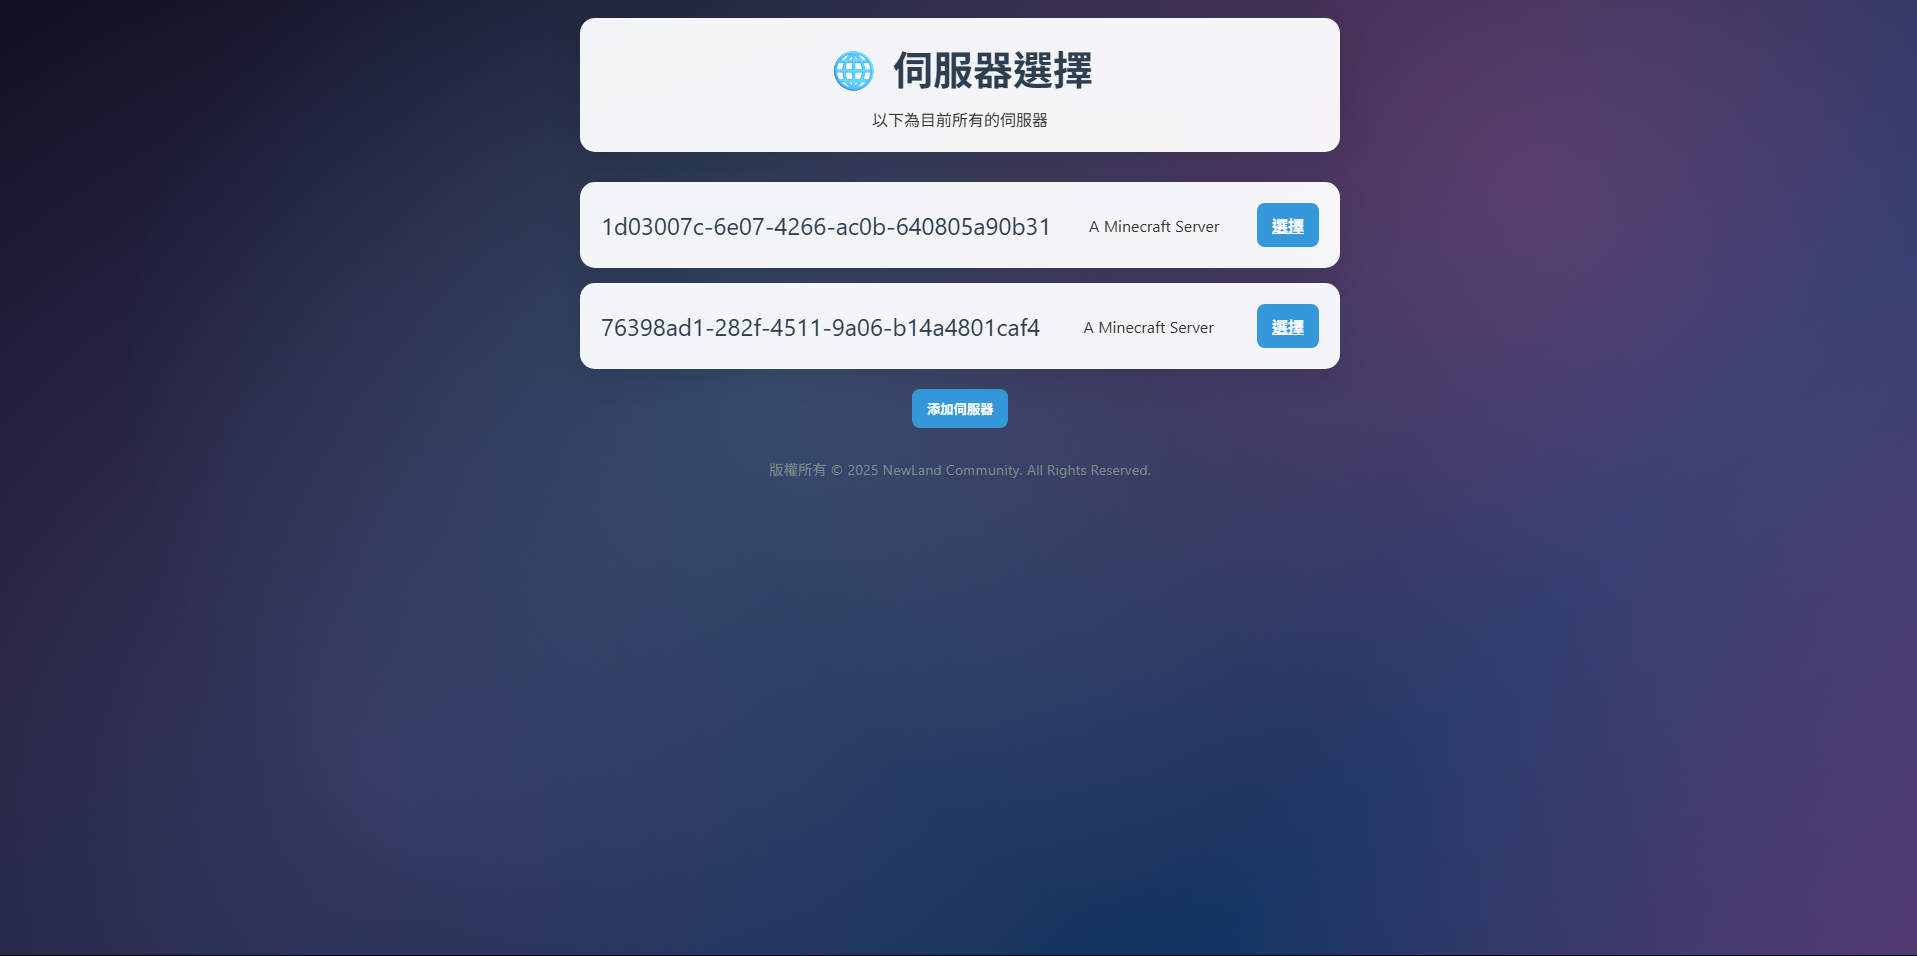 🌐 伺服器選擇
以下為目前所有的伺服器
1d03007c-6e07-4266-ac0b-640805a90b31 A Minecraft Server 選擇
76398ad1-282f-4511-9a06-b14a4801caf4 A Minecraft Server 選擇
添加伺服器
版權所有 © 2025 NewLand Community. All Rights Reserved.